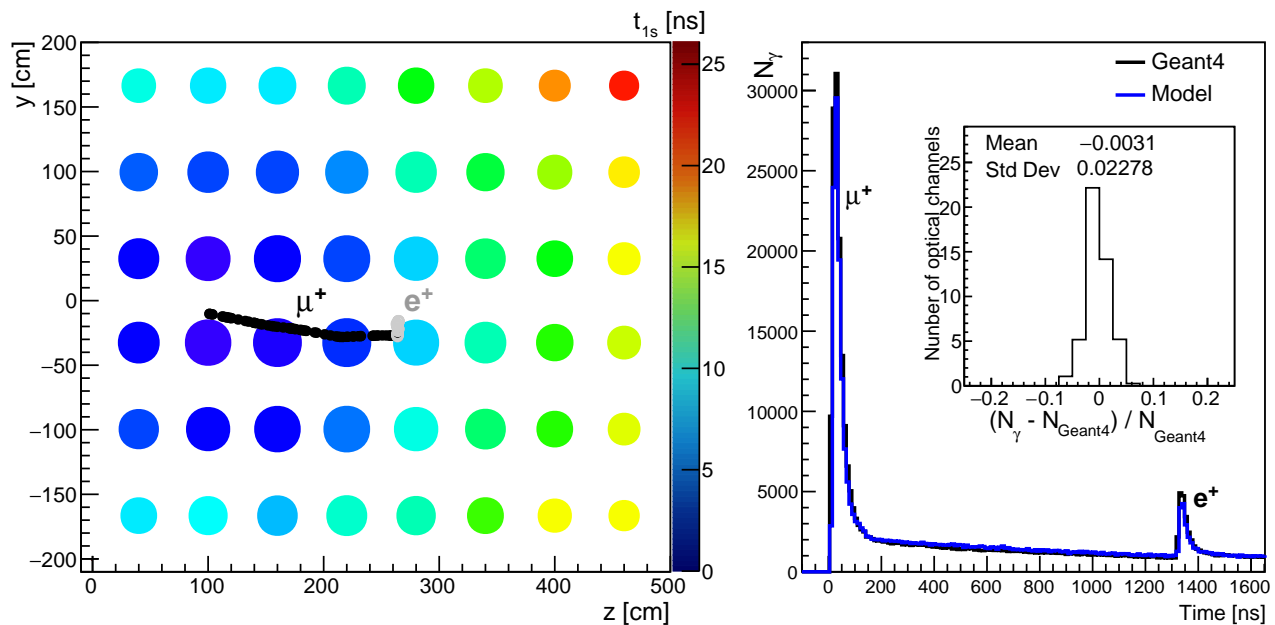 t1s [ns]
y [cm]
200
150
100
50
0
−50
−100
−150
−200
μ+
e+
0
100
200
300
400
500
z [cm]
25
20
15
10
5
0
Nγ
30000
25000
20000
15000
10000
5000
0
Geant4
Model
μ+
e+
Mean −0.0031
Std Dev 0.02278
Number of optical channels
25
20
15
10
5
0
−0.2 −0.1 0 0.1 0.2
(Nγ - NGeant4) / NGeant4
0 200 400 600 800 1000 1200 1400 1600
Time [ns]